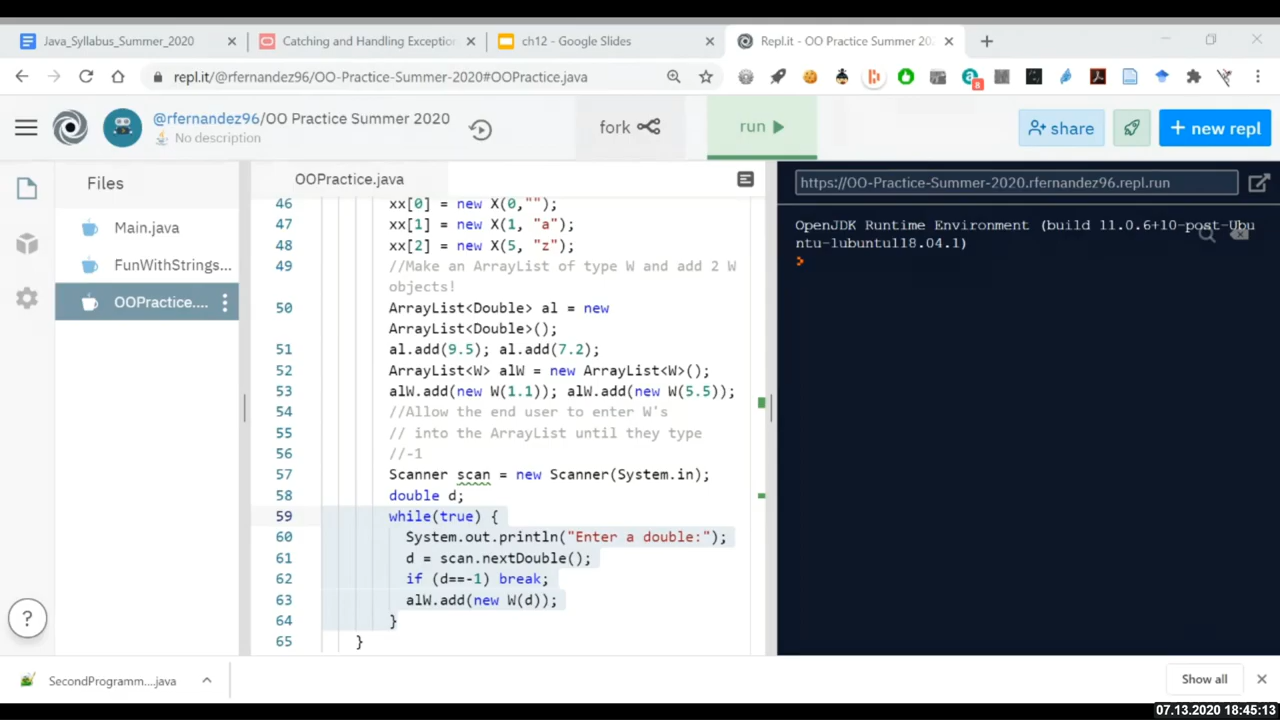 Java_Syllabus_Summer_2020
Catching and Handling Exceptio
ch12 - Google Slides
Repl.it - OO Practice Summer 202
repl.it/@rfernandez96/OO-Practice-Summer-2020#OOPractice.java
8
@rfernandez96/OO Practice Summer 2020
No description
fork
run
share
+ new repl
Files
Main.java
FunWithStrings...
OOPractice....
OOPractice.java
46 xx[0] = new X(0,"");
47 xx[1] = new X(1, "a");
48 xx[2] = new X(5, "z");
49 //Make an ArrayList of type W and add 2 W
objects!
50 ArrayList<Double> al = new
ArrayList<Double>();
51 al.add(9.5); al.add(7.2);
52 ArrayList<W> alW = new ArrayList<W>();
53 alW.add(new W(1.1)); alW.add(new W(5.5));
54 //Allow the end user to enter W's
55 // into the ArrayList until they type
56 //-1
57 Scanner scan = new Scanner(System.in);
58 double d;
59 while(true) {
60 System.out.println("Enter a double:");
61 d = scan.nextDouble();
62 if (d==-1) break;
63 alW.add(new W(d));
64 }
65 }
https://OO-Practice-Summer-2020.rfernandez96.repl.run
OpenJDK Runtime Environment (build 11.0.6+10-post-Ubu
ntu-1ubuntu118.04.1)
>
?
SecondProgramm....java
Show all
07.13.2020 18:45:13